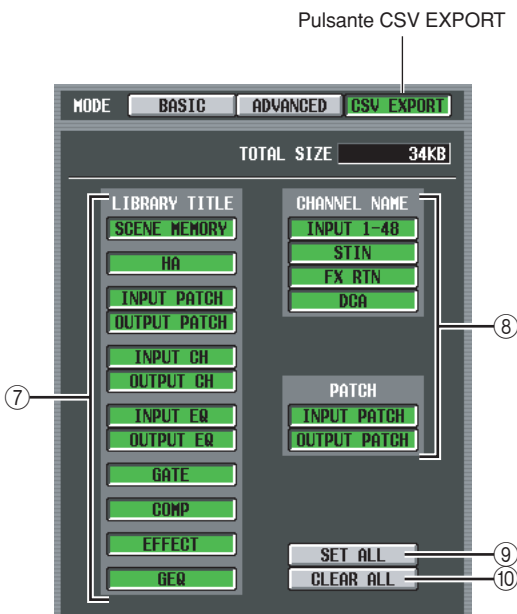 Pulsante CSV EXPORT
MODE BASIC ADVANCED CSV EXPORT
TOTAL SIZE 34KB
LIBRARY TITLE
SCENE MEMORY
HA
INPUT PATCH
OUTPUT PATCH
INPUT CH
OUTPUT CH
INPUT EQ
OUTPUT EQ
GATE
COMP
EFFECT
GEQ
⑦
CHANNEL NAME
INPUT 1-48
STIN
FX RTN
DCA
PATCH
INPUT PATCH
OUTPUT PATCH
⑧
SET ALL ⑨
CLEAR ALL ⑩